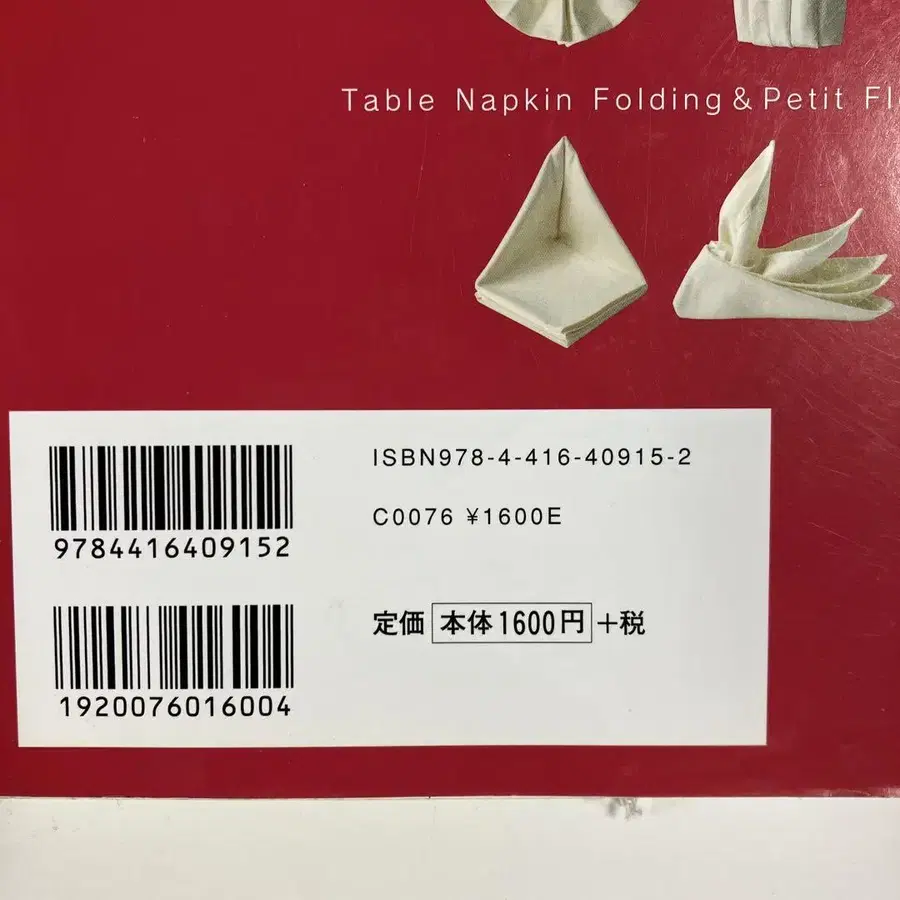 Table Napkin Folding & Petit
ISBN978-4-416-40915-2
C0076 ¥1600E
9784416409152
定価 本体1600円 +税
1920076016004